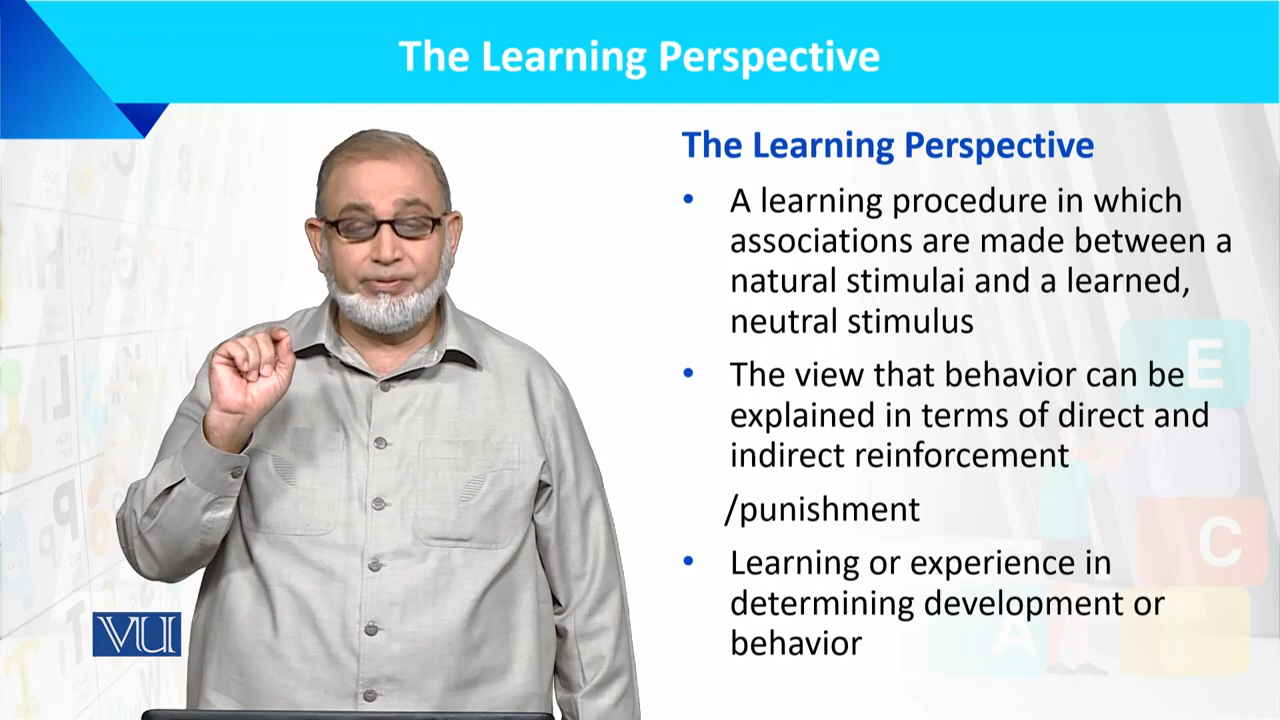 The Learning Perspective
The Learning Perspective
• A learning procedure in which
associations are made between a
natural stimulai and a learned,
neutral stimulus
• The view that behavior can be
explained in terms of direct and
indirect reinforcement
/punishment
• Learning or experience in
determining development or
behavior
VU
E
C
A